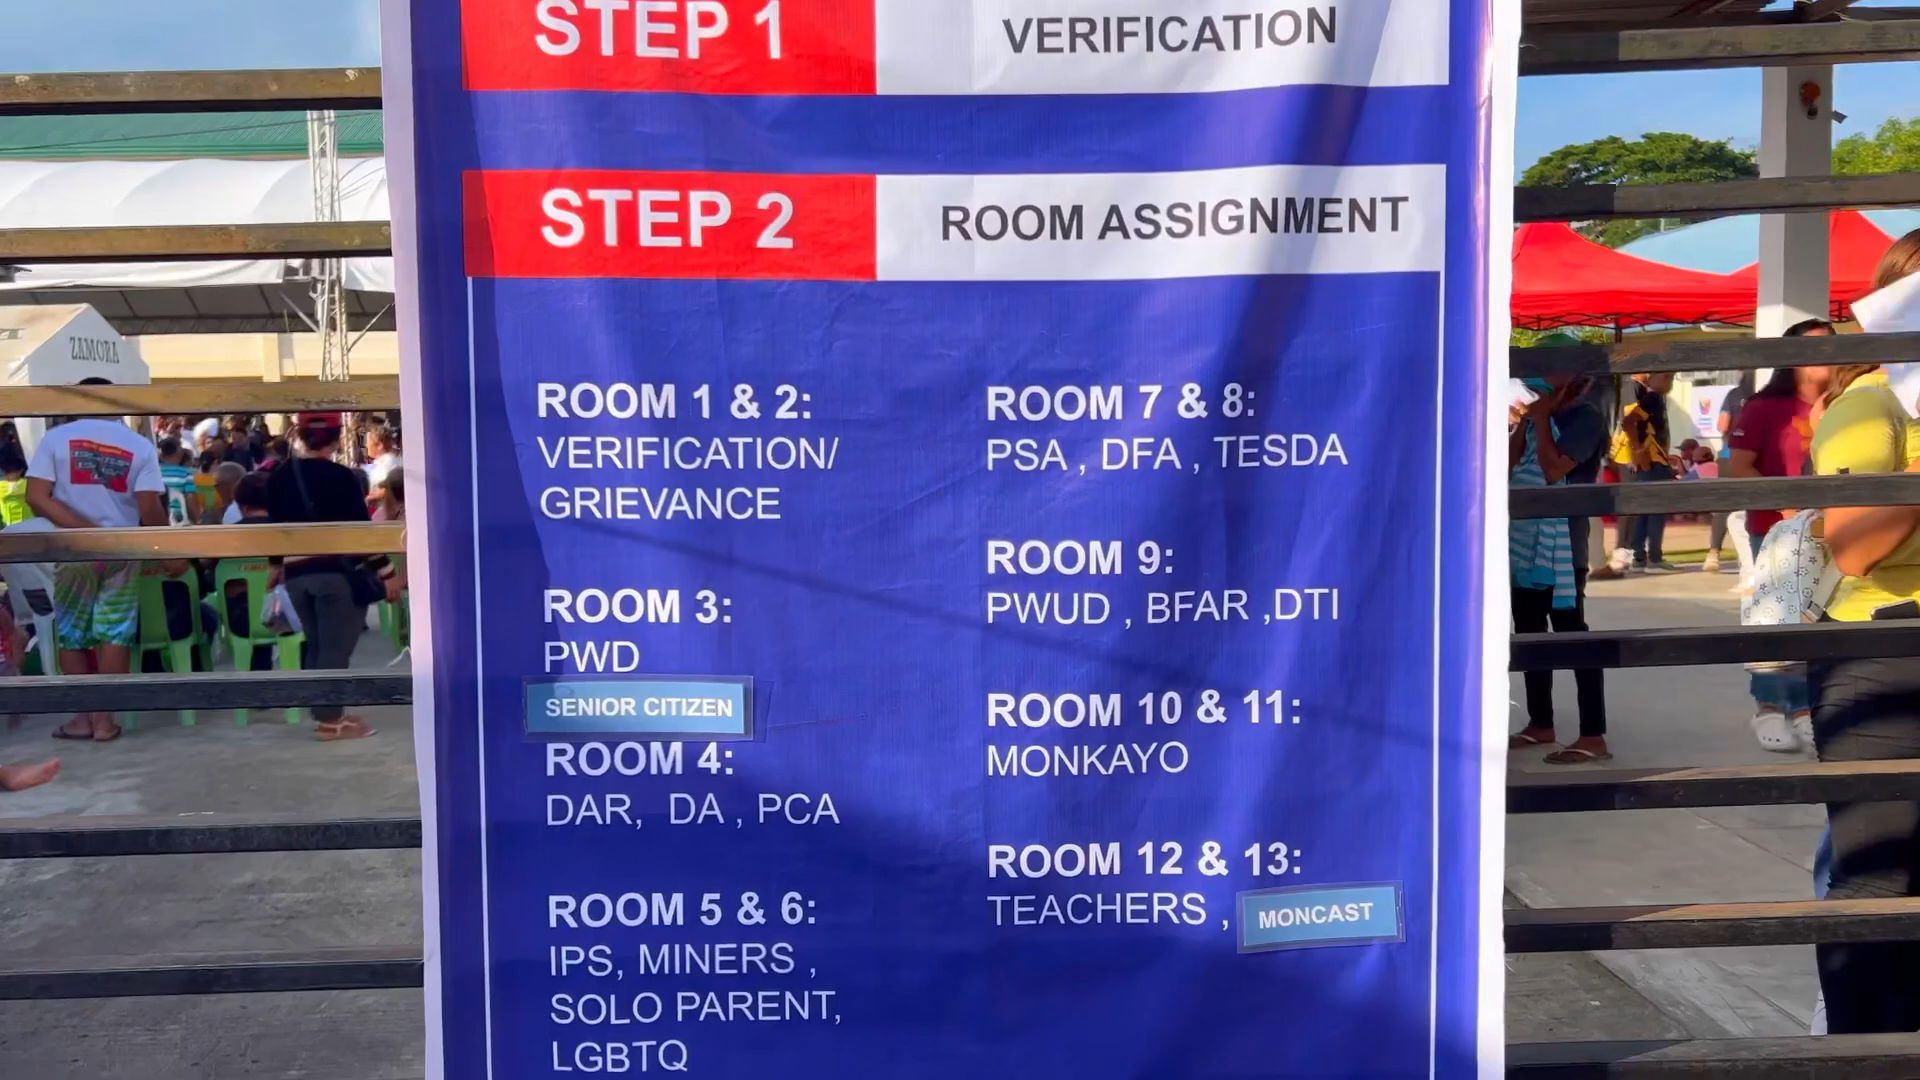 STEP 1 VERIFICATION
STEP 2 ROOM ASSIGNMENT
ROOM 1 & 2:
VERIFICATION/
GRIEVANCE
ROOM 3:
PWD
SENIOR CITIZEN
ROOM 4:
DAR, DA , PCA
ROOM 5 & 6:
IPS, MINERS ,
SOLO PARENT,
LGBTQ
ROOM 7 & 8:
PSA , DFA , TESDA
ROOM 9:
PWUD , BFAR ,DTI
ROOM 10 & 11:
MONKAYO
ROOM 12 & 13:
TEACHERS , MONCAST
ZAMORA